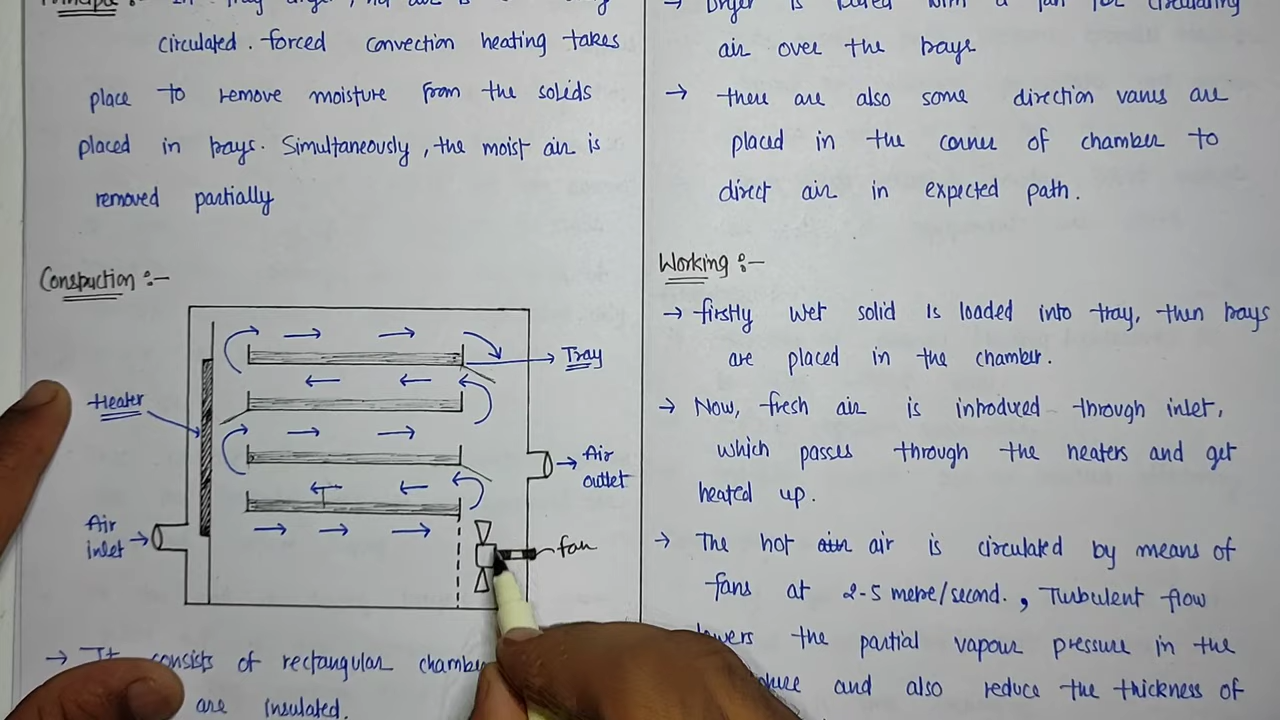 circulated. forced convection heating takes
place to remove moisture from the solids
placed in trays. Simultaneously, the moist air is
removed partially
Construction :-
Tray
Heater
Air
outlet
Air
inlet
fan
→ It consists of rectangular chamber
are insulated.
air over the trays
→ there are also some direction vanes are
placed in the corner of chamber to
direct air in expected path.
Working :-
→ firstly wet solid is loaded into tray, then trays
are placed in the chamber.
→ Now, fresh air is introduced through inlet,
which passes through the heaters and get
heated up.
→ The hot air is circulated by means of
fans at 2-5 metre/second., Turbulent flow
lowers the partial vapour pressure in the
and also reduce the thickness of